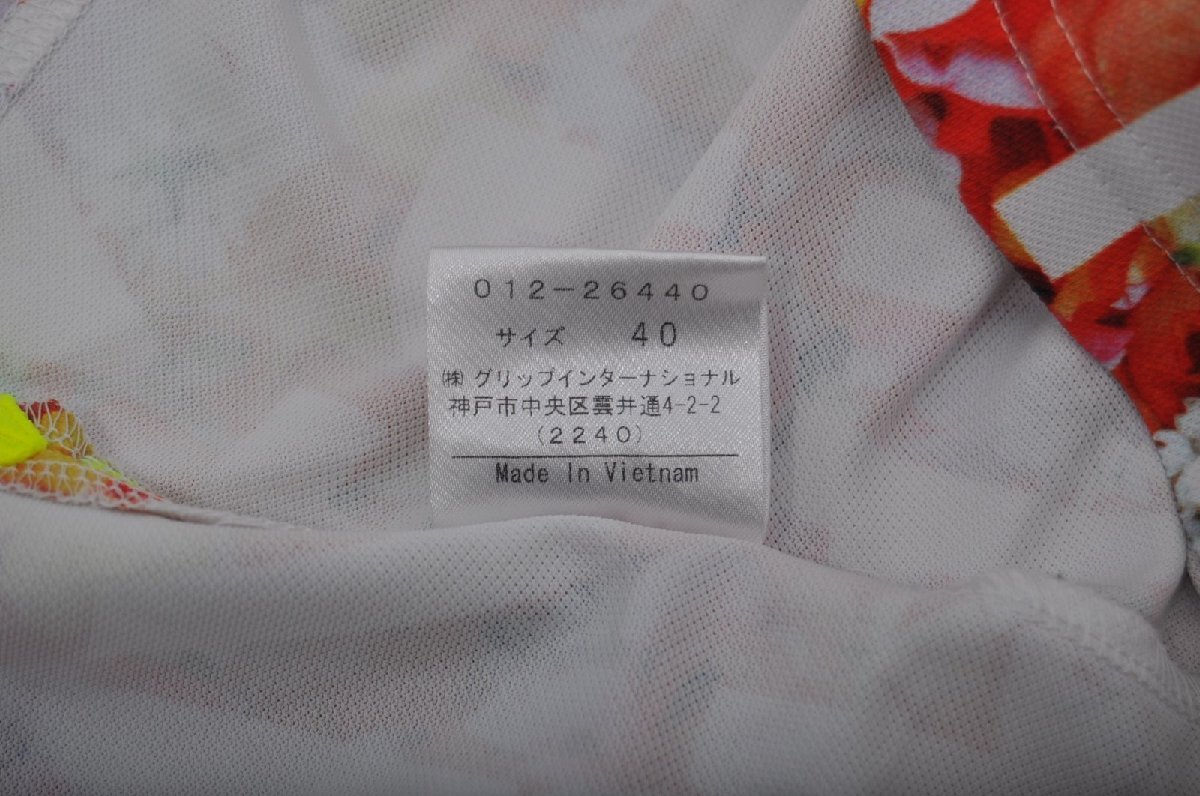 012-26440
サイズ 40
㈱グリップインターナショナル
神戸市中央区雲井通4-2-2
(2240)
Made In Vietnam